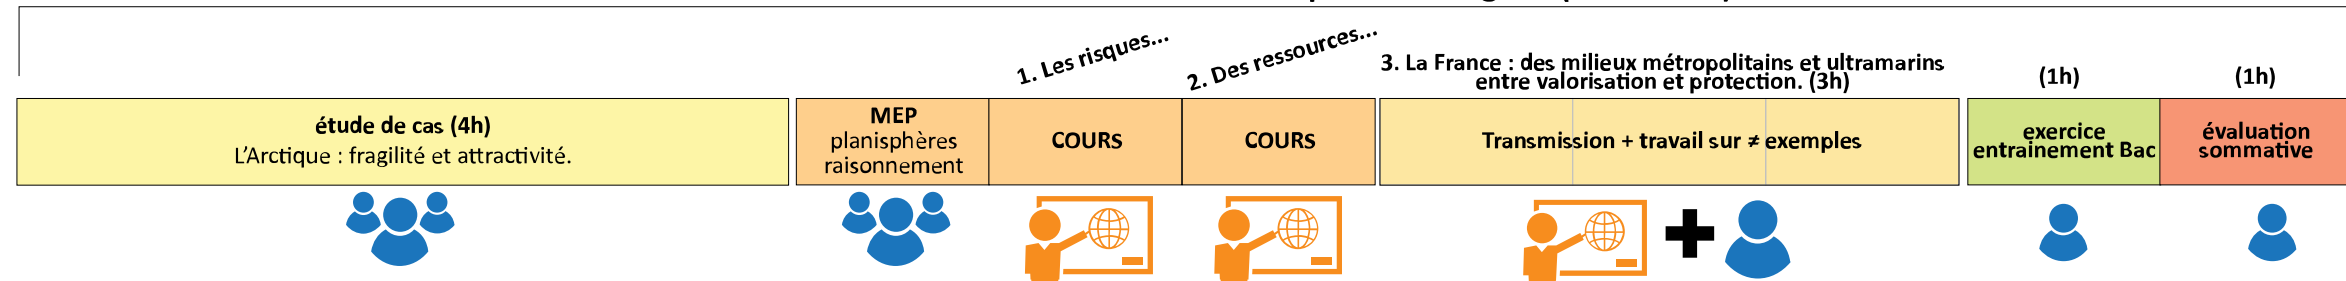 1. Les risques...
2. Des ressources...
3. La France : des milieux métropolitains et ultramarins
entre valorisation et protection. (3h)
(1h)
(1h)
étude de cas (4h)
L’Arctique : fragilité et attractivité.
MEP
planisphères
raisonnement
COURS
COURS
Transmission + travail sur ≠ exemples
exercice
entrainement Bac
évaluation
sommative